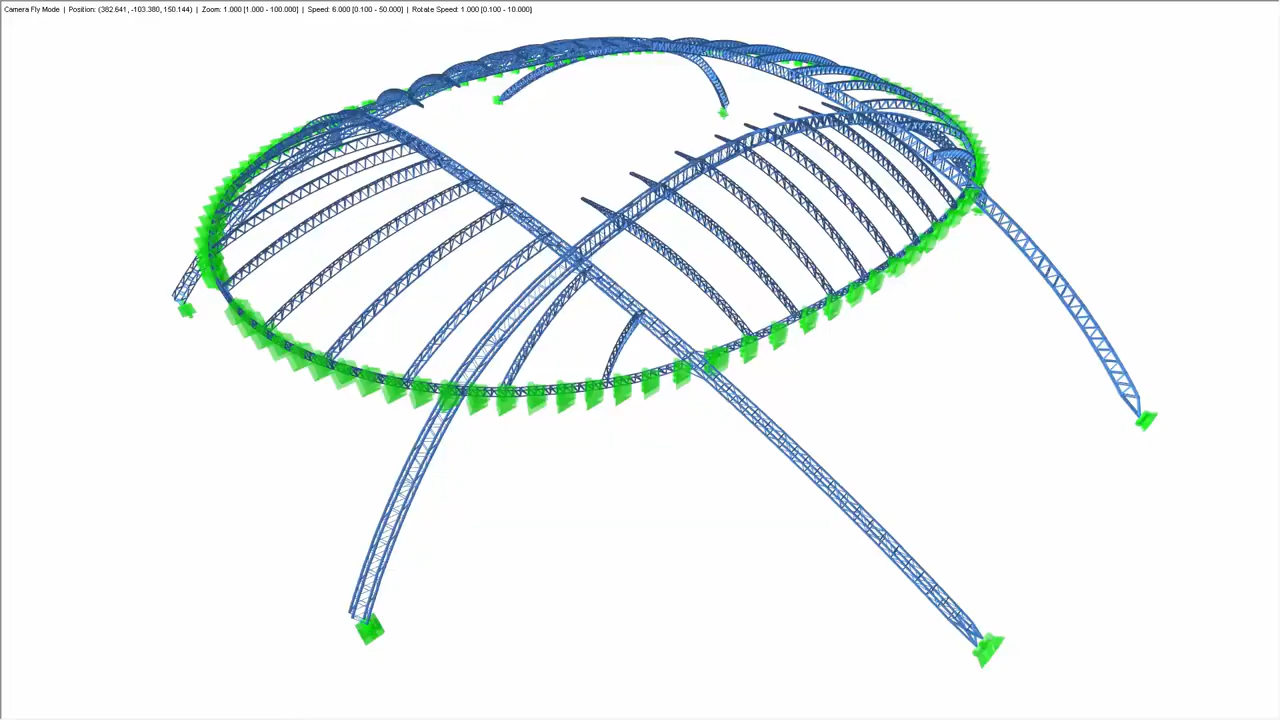 Camera Fly Mode | Position: (382.641, -103.380, 150.144) | Zoom: 1.000 [1.000 - 100.000] | Speed: 6.000 [0.100 - 50.000] | Rotate Speed: 1.000 [0.100 - 10.000]